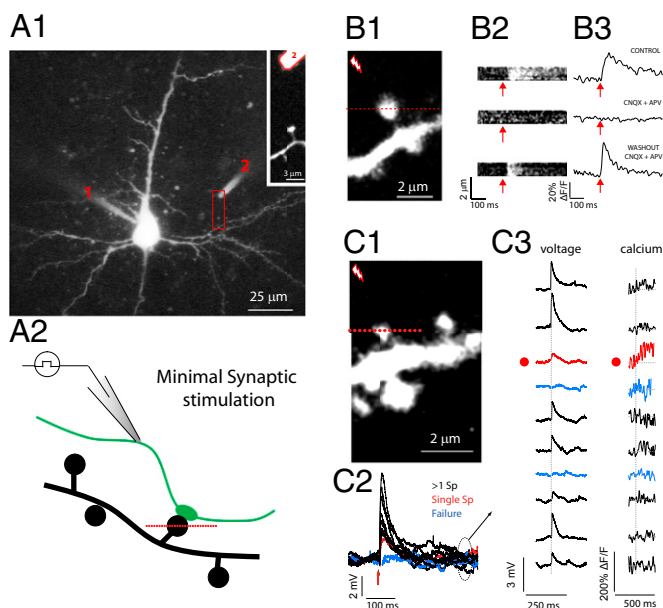 A1
1
2
2
3 μm
25 μm
A2
Minimal Synaptic
stimulation
B1
2 μm
B2
2 μm
100 ms
B3
CONTROL
CNQX + APV
WASHOUT
CNQX + APV
20%
ΔF/F
100 ms
C1
2 μm
C2
>1 Sp
Single Sp
Failure
2 mV
100 ms
C3
voltage
calcium
3 mV
250 ms
200% ΔF/F
500 ms